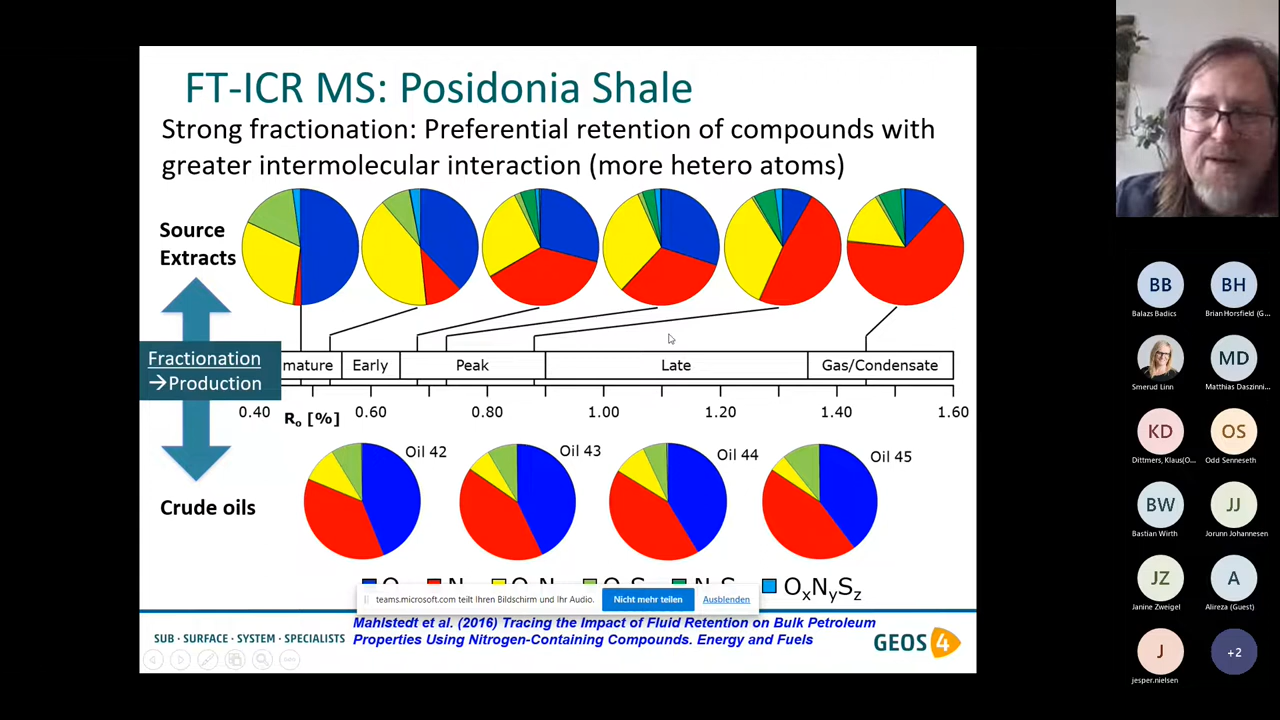 FT-ICR MS: Posidonia Shale
Strong fractionation: Preferential retention of compounds with
greater intermolecular interaction (more hetero atoms)
Source
Extracts
Fractionation
→Production
mature
Early
Peak
Late
Gas/Condensate
0.40
Rₒ [%]
0.60
0.80
1.00
1.20
1.40
1.60
Oil 42
Oil 43
Oil 44
Oil 45
Crude oils
OxNySz
teams.microsoft.com teilt Ihren Bildschirm und Ihr Audio.
Nicht mehr teilen
Ausblenden
Mahlstedt et al. (2016) Tracing the Impact of Fluid Retention on Bulk Petroleum
Properties Using Nitrogen-Containing Compounds. Energy and Fuels
SUB · SURFACE · SYSTEM · SPECIALISTS
GEOS4
BB
Balazs Badics
BH
Brian Horsfield (G...
Smerud Linn
MD
Matthias Daszinni...
KD
Dittmers, Klaus(O...
OS
Odd Senneseth
BW
Bastian Wirth
JJ
Jorunn Johannesen
JZ
Janine Zweigel
A
Alireza (Guest)
J
jesper.nielsen
+2